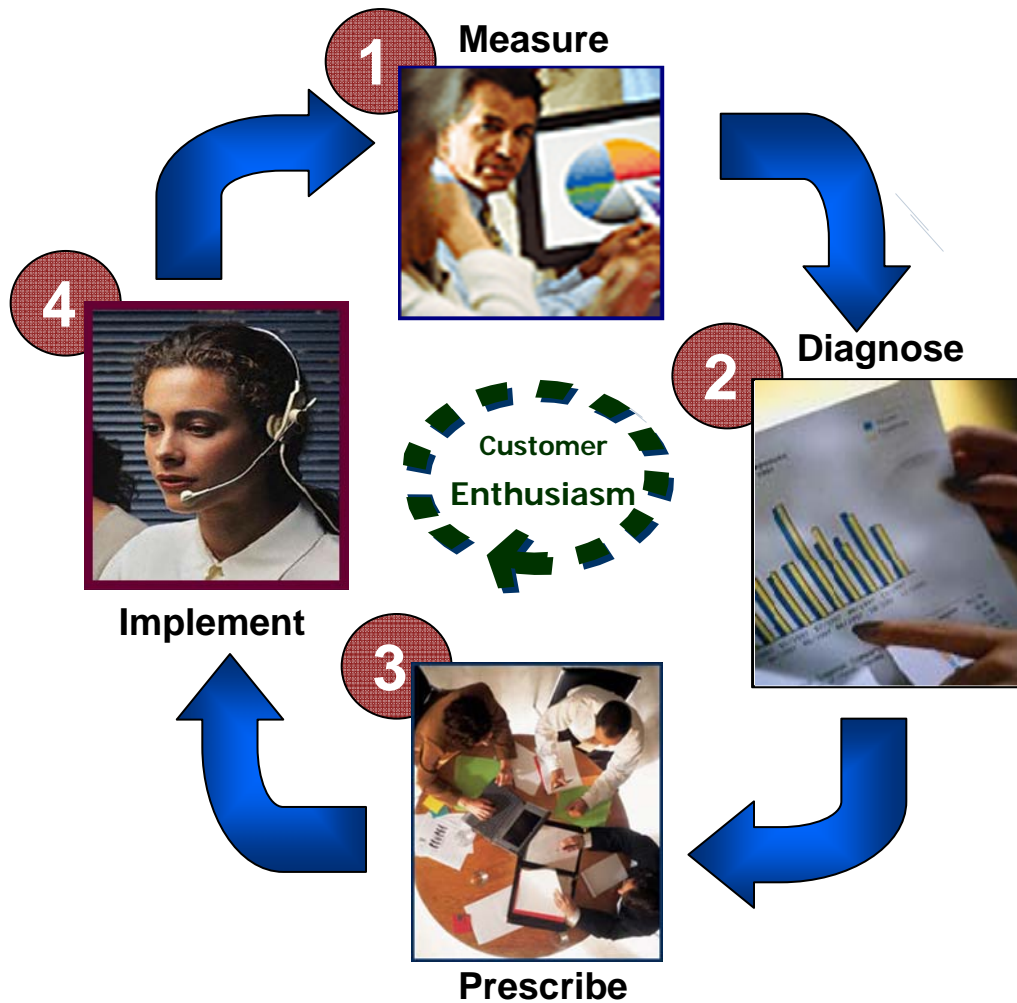 1
Measure
2
Diagnose
Customer
Enthusiasm
4
Implement
3
Prescribe